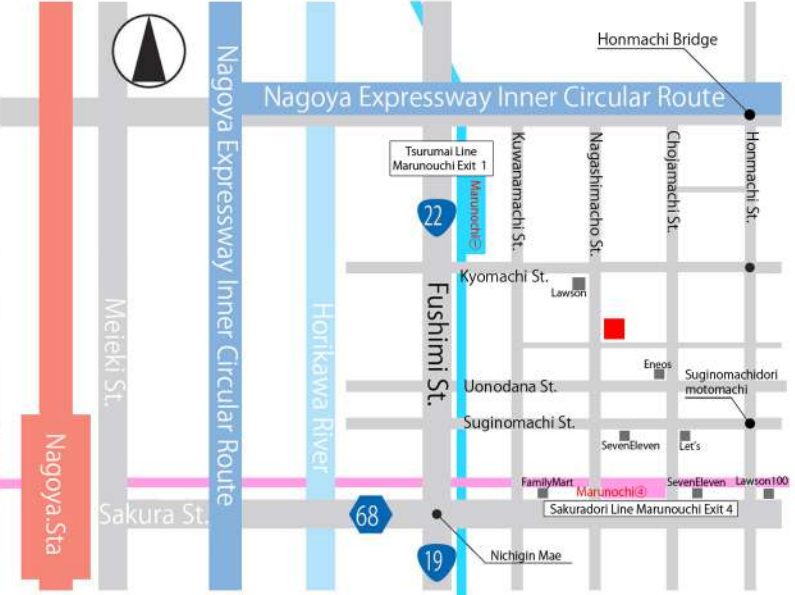 Honmachi Bridge
Nagoya Expressway Inner Circular Route
Nagoya Expressway Inner Circular Route
Tsurumai Line
Marunouchi Exit 1
Marunochi①
Kuwanamachi St.
Nagashimacho St.
Chojamachi St.
Honmachi St.
22
Kyomachi St.
Lawson
Meieki St.
Horikawa River
Fushimi St.
Eneos
Suginomachidori
motomachi
Uonodana St.
Suginomachi St.
SevenEleven
Let's
Nagoya.Sta
FamilyMart
Marunochi④
SevenEleven
Lawson100
Sakura St.
68
Sakuradori Line Marunouchi Exit 4
Nichigin Mae
19